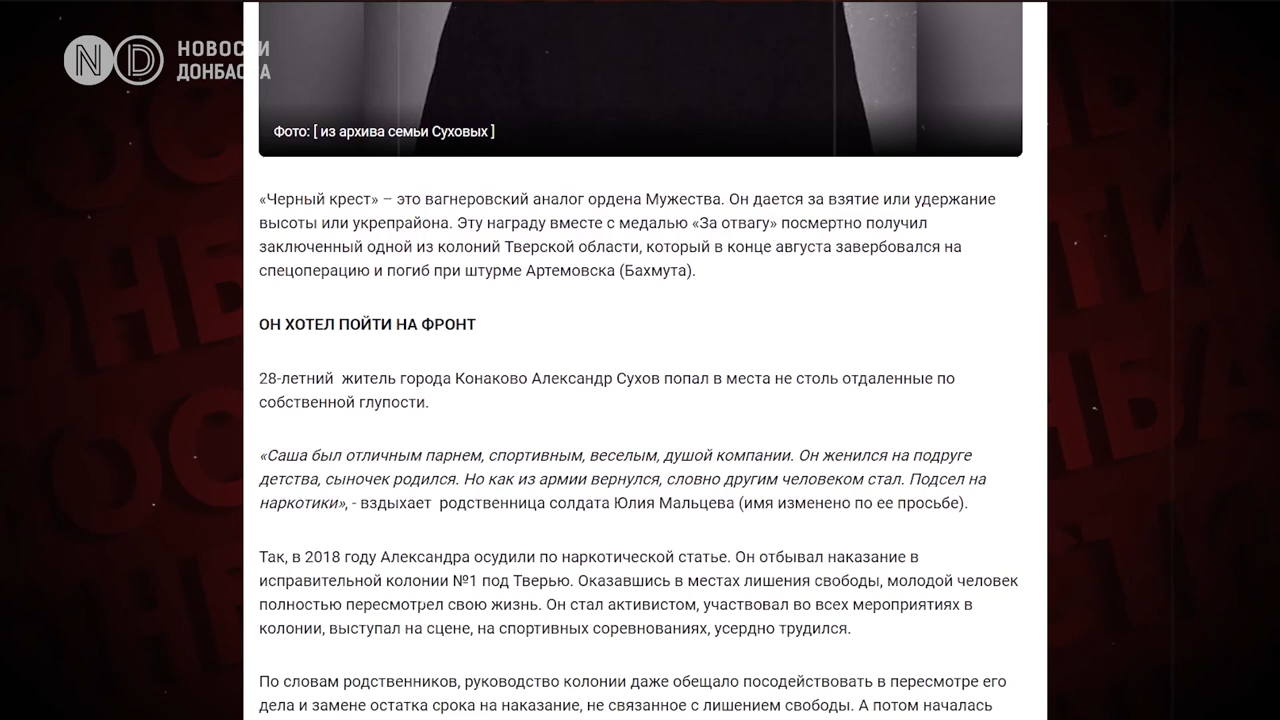 НОВОСТИ
ДОНБАССА
Фото: [ из архива семьи Суховых ]
«Черный крест» – это вагнеровский аналог ордена Мужества. Он дается за взятие или удержание
высоты или укрепрайона. Эту награду вместе с медалью «За отвагу» посмертно получил
заключенный одной из колоний Тверской области, который в конце августа завербовался на
спецоперацию и погиб при штурме Артемовска (Бахмута).
ОН ХОТЕЛ ПОЙТИ НА ФРОНТ
28-летний житель города Конаково Александр Сухов попал в места не столь отдаленные по
собственной глупости.
«Саша был отличным парнем, спортивным, веселым, душой компании. Он женился на подруге
детства, сыночек родился. Но как из армии вернулся, словно другим человеком стал. Подсел на
наркотики», - вздыхает родственница солдата Юлия Мальцева (имя изменено по ее просьбе).
Так, в 2018 году Александра осудили по наркотической статье. Он отбывал наказание в
исправительной колонии №1 под Тверью. Оказавшись в местах лишения свободы, молодой человек
полностью пересмотрел свою жизнь. Он стал активистом, участвовал во всех мероприятиях в
колонии, выступал на сцене, на спортивных соревнованиях, усердно трудился.
По словам родственников, руководство колонии даже обещало посодействовать в пересмотре его
дела и замене остатка срока на наказание, не связанное с лишением свободы. А потом началась